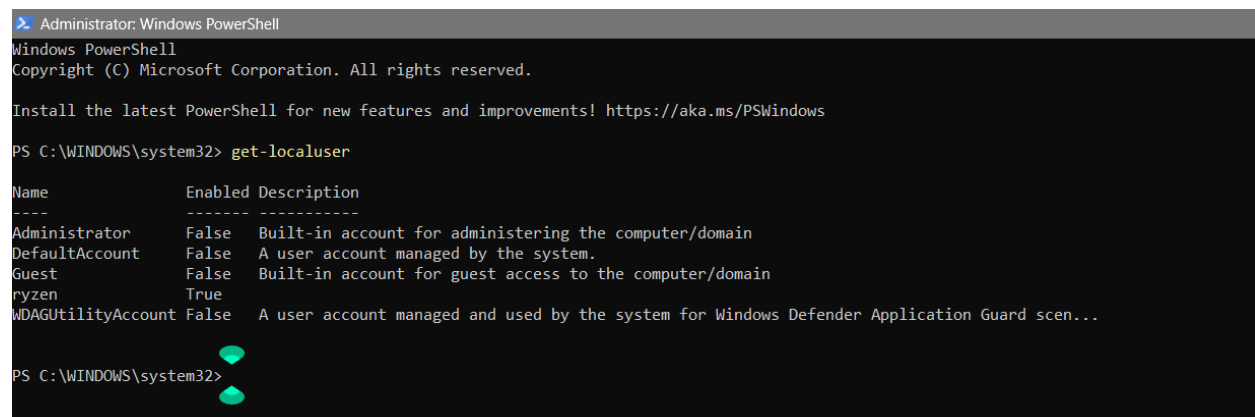 Administrator: Windows PowerShell
Windows PowerShell
Copyright (C) Microsoft Corporation. All rights reserved.
Install the latest PowerShell for new features and improvements! https://aka.ms/PSWindows
PS C:\WINDOWS\system32> get-localuser
Name Enabled Description
---- ------- -----------
Administrator False Built-in account for administering the computer/domain
DefaultAccount False A user account managed by the system.
Guest False Built-in account for guest access to the computer/domain
ryzen True
WDAGUtilityAccount False A user account managed and used by the system for Windows Defender Application Guard scen...
PS C:\WINDOWS\system32>